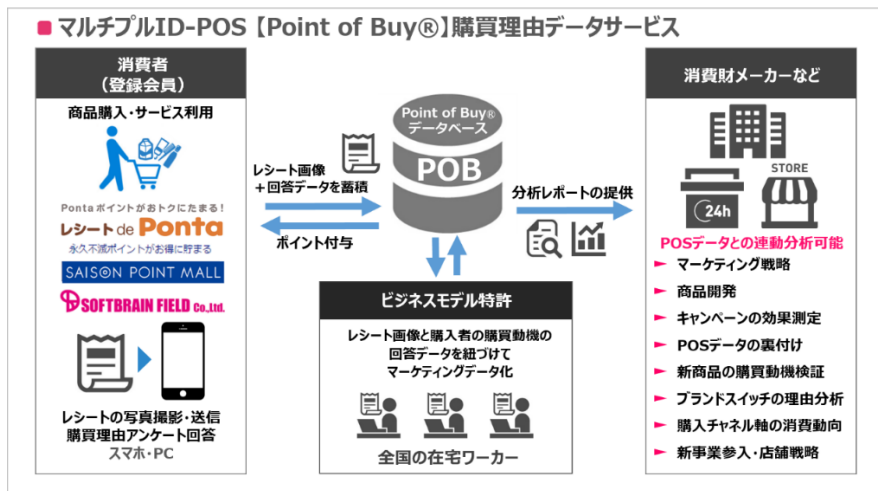 マルチプルID-POS【Point of Buy®】購買理由データサービス
消費者
（登録会員）
商品購入・サービス利用
Pontaポイントがおトクにたまる！
レシート de Ponta
永久不滅ポイントがお得に貯まる
SAISON POINT MALL
SOFTBRAIN FIELD Co.,Ltd.
レシートの写真撮影・送信
購買理由アンケート回答
スマホ・PC
レシート画像
＋回答データを蓄積
ポイント付与
Point of Buy®
データベース
POB
分析レポートの提供
ビジネスモデル特許
レシート画像と購入者の購買動機の
回答データを紐づけて
マーケティングデータ化
全国の在宅ワーカー
消費財メーカーなど
24h
STORE
POSデータとの連動分析可能
► マーケティング戦略
► 商品開発
► キャンペーンの効果測定
► POSデータの裏付け
► 新商品の購買動機検証
► ブランドスイッチの理由分析
► 購入チャネル軸の消費動向
► 新事業参入・店舗戦略